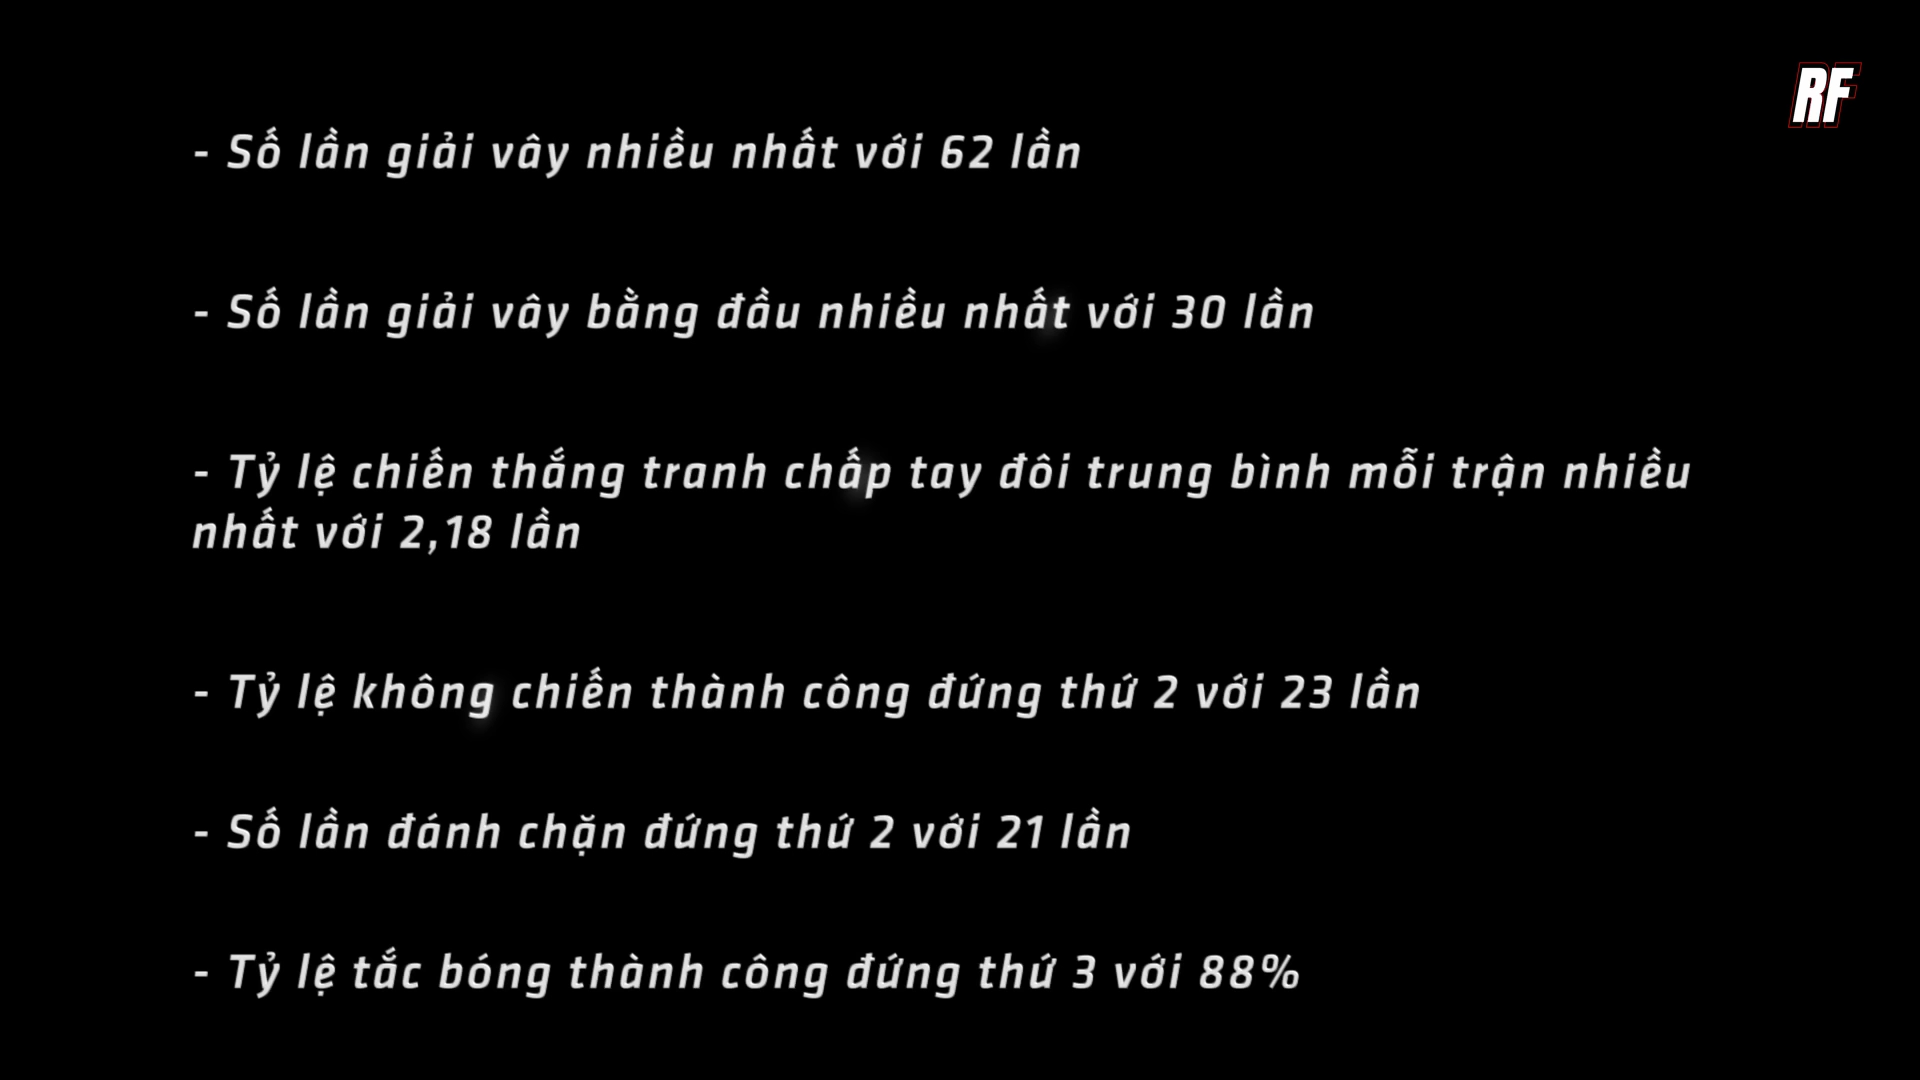 RF
- Số lần giải vây nhiều nhất với 62 lần
- Số lần giải vây bằng đầu nhiều nhất với 30 lần
- Tỷ lệ chiến thắng tranh chấp tay đôi trung bình mỗi trận nhiều
nhất với 2,18 lần
- Tỷ lệ không chiến thành công đứng thứ 2 với 23 lần
- Số lần đánh chặn đứng thứ 2 với 21 lần
- Tỷ lệ tắc bóng thành công đứng thứ 3 với 88%